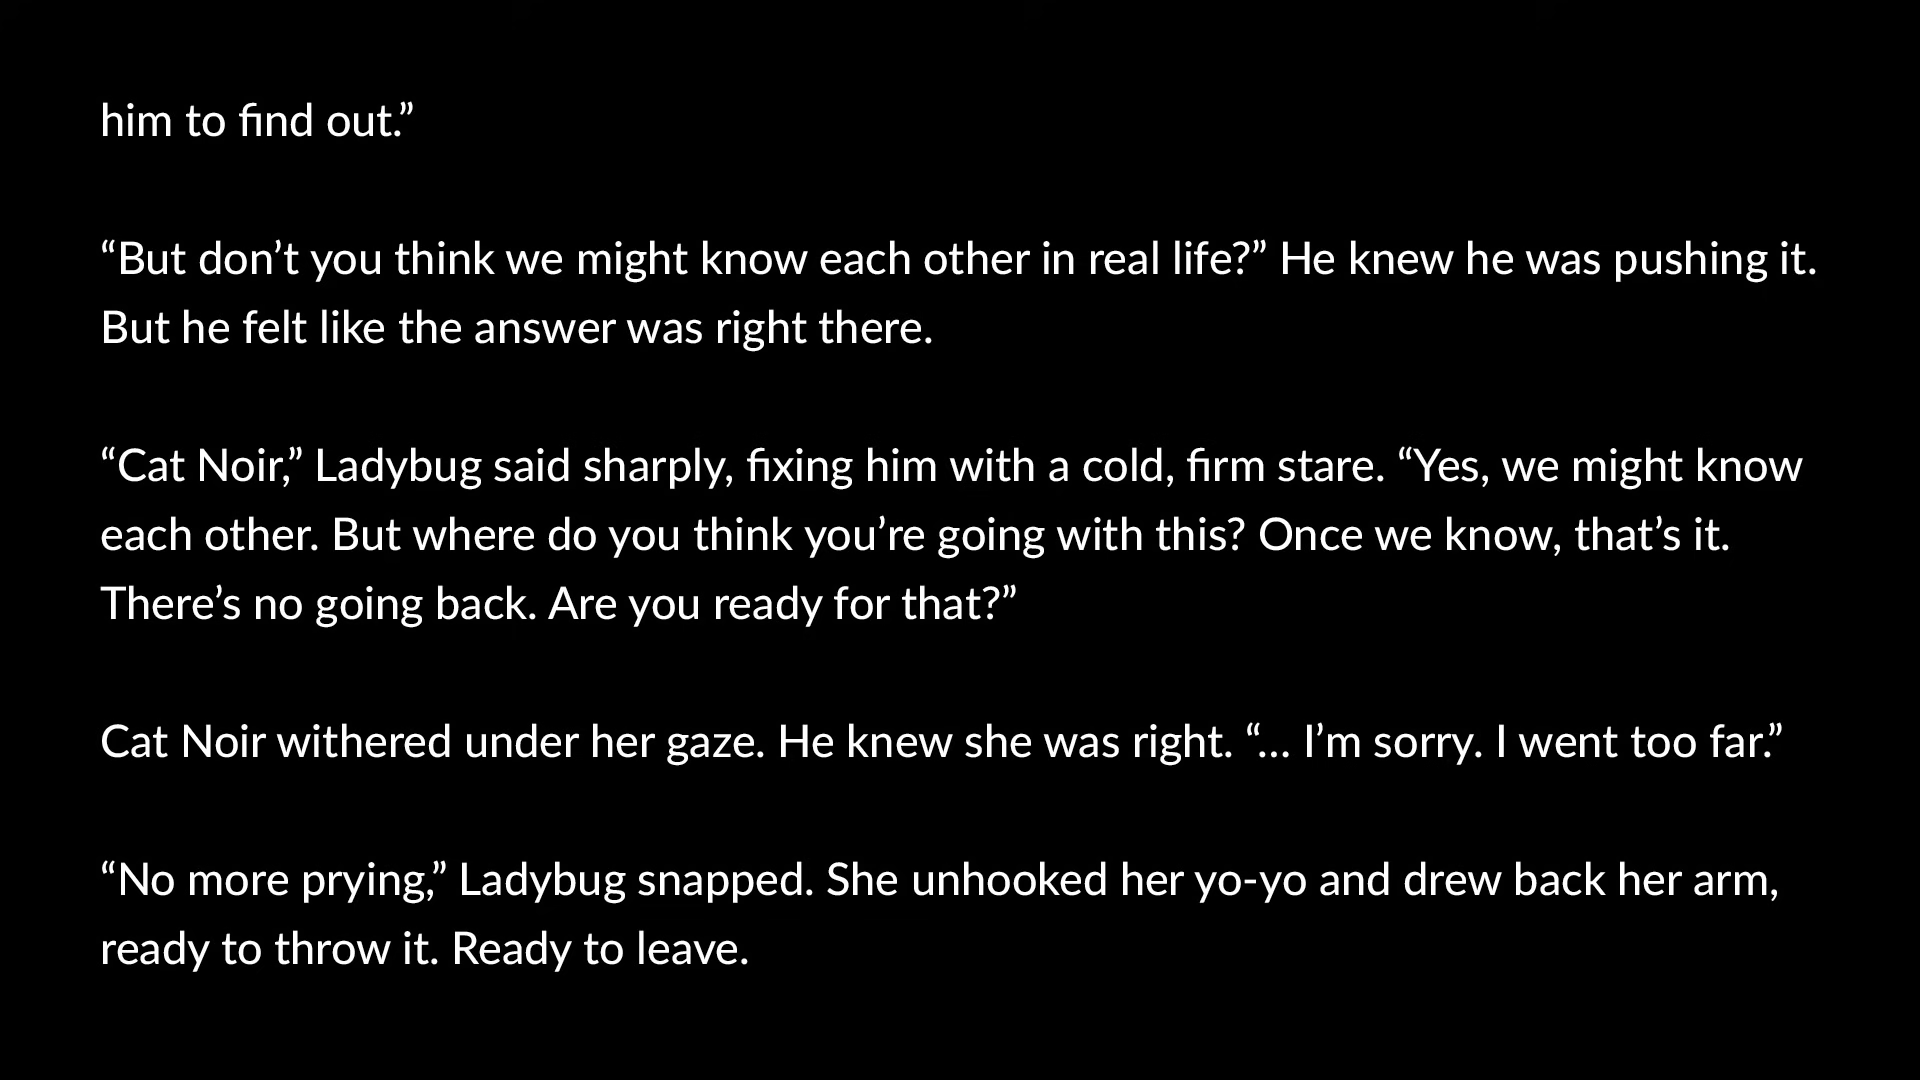 him to find out.”
“But don’t you think we might know each other in real life?” He knew he was pushing it.
But he felt like the answer was right there.
“Cat Noir,” Ladybug said sharply, fixing him with a cold, firm stare. “Yes, we might know
each other. But where do you think you’re going with this? Once we know, that’s it.
There’s no going back. Are you ready for that?”
Cat Noir withered under her gaze. He knew she was right. “… I’m sorry. I went too far.”
“No more prying,” Ladybug snapped. She unhooked her yo-yo and drew back her arm,
ready to throw it. Ready to leave.